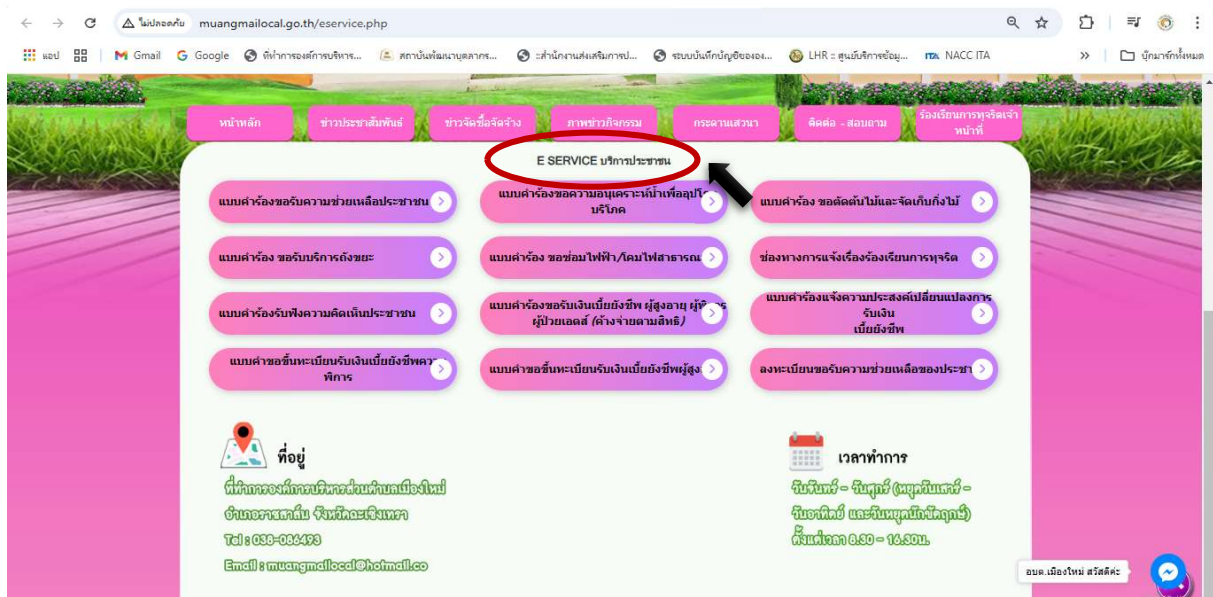 ไม่ปลอดภัย muangmailocal.go.th/eservice.php
แอป Gmail Google ที่ทำการองค์การบริหาร... สถาบันพัฒนาบุคลากร... ::สำนักงานส่งเสริมการป... ระบบบันทึกบัญชีขององ... LHR :: ศูนย์บริการข้อมู... ITA NACC ITA » บุ๊กมาร์กทั้งหมด
หน้าหลัก ข่าวประชาสัมพันธ์ ข่าวจัดซื้อจัดจ้าง ภาพข่าวกิจกรรม กระดานเสวนา ติดต่อ - สอบถาม ร้องเรียนการทุจริตเจ้า
หน้าที่
E SERVICE บริการประชาชน
แบบคำร้องขอรับความช่วยเหลือประชาชน
แบบคำร้องขอความอนุเคราะห์น้ำเพื่ออุปโ
บริโภค
แบบคำร้อง ขอตัดต้นไม้และจัดเก็บกิ่งไม้
แบบคำร้อง ขอรับบริการถังขยะ
แบบคำร้อง ขอซ่อมไฟฟ้า/โคมไฟสาธารณ
ช่องทางการแจ้งเรื่องร้องเรียนการทุจริต
แบบคำร้องรับฟังความคิดเห็นประชาชน
แบบคำร้องขอรับเงินเบี้ยยังชีพ ผู้สูงอายุ ผู้พิการ
ผู้ป่วยเอดส์ (ค้างจ่ายตามสิทธิ)
แบบคำร้องแจ้งความประสงค์เปลี่ยนแปลงการ
รับเงิน
เบี้ยยังชีพ
แบบคำขอขึ้นทะเบียนรับเงินเบี้ยยังชีพความ
พิการ
แบบคำขอขึ้นทะเบียนรับเงินเบี้ยยังชีพผู้สูง
ลงทะเบียนขอรับความช่วยเหลือของประชา
ที่อยู่
ที่ทำการองค์การบริหารส่วนตำบลเมืองใหม่
อำเภอราชสาส์น จังหวัดฉะเชิงเทรา
Tel : 038-086493
Email : muangmailocal@hotmail.co
เวลาทำการ
วันจันทร์ - วันศุกร์ (หยุดวันเสาร์ -
วันอาทิตย์ และวันหยุดนักขัตฤกษ์)
ตั้งแต่เวลา 8.30 - 16.30น.
อบต.เมืองใหม่ สวัสดีค่ะ